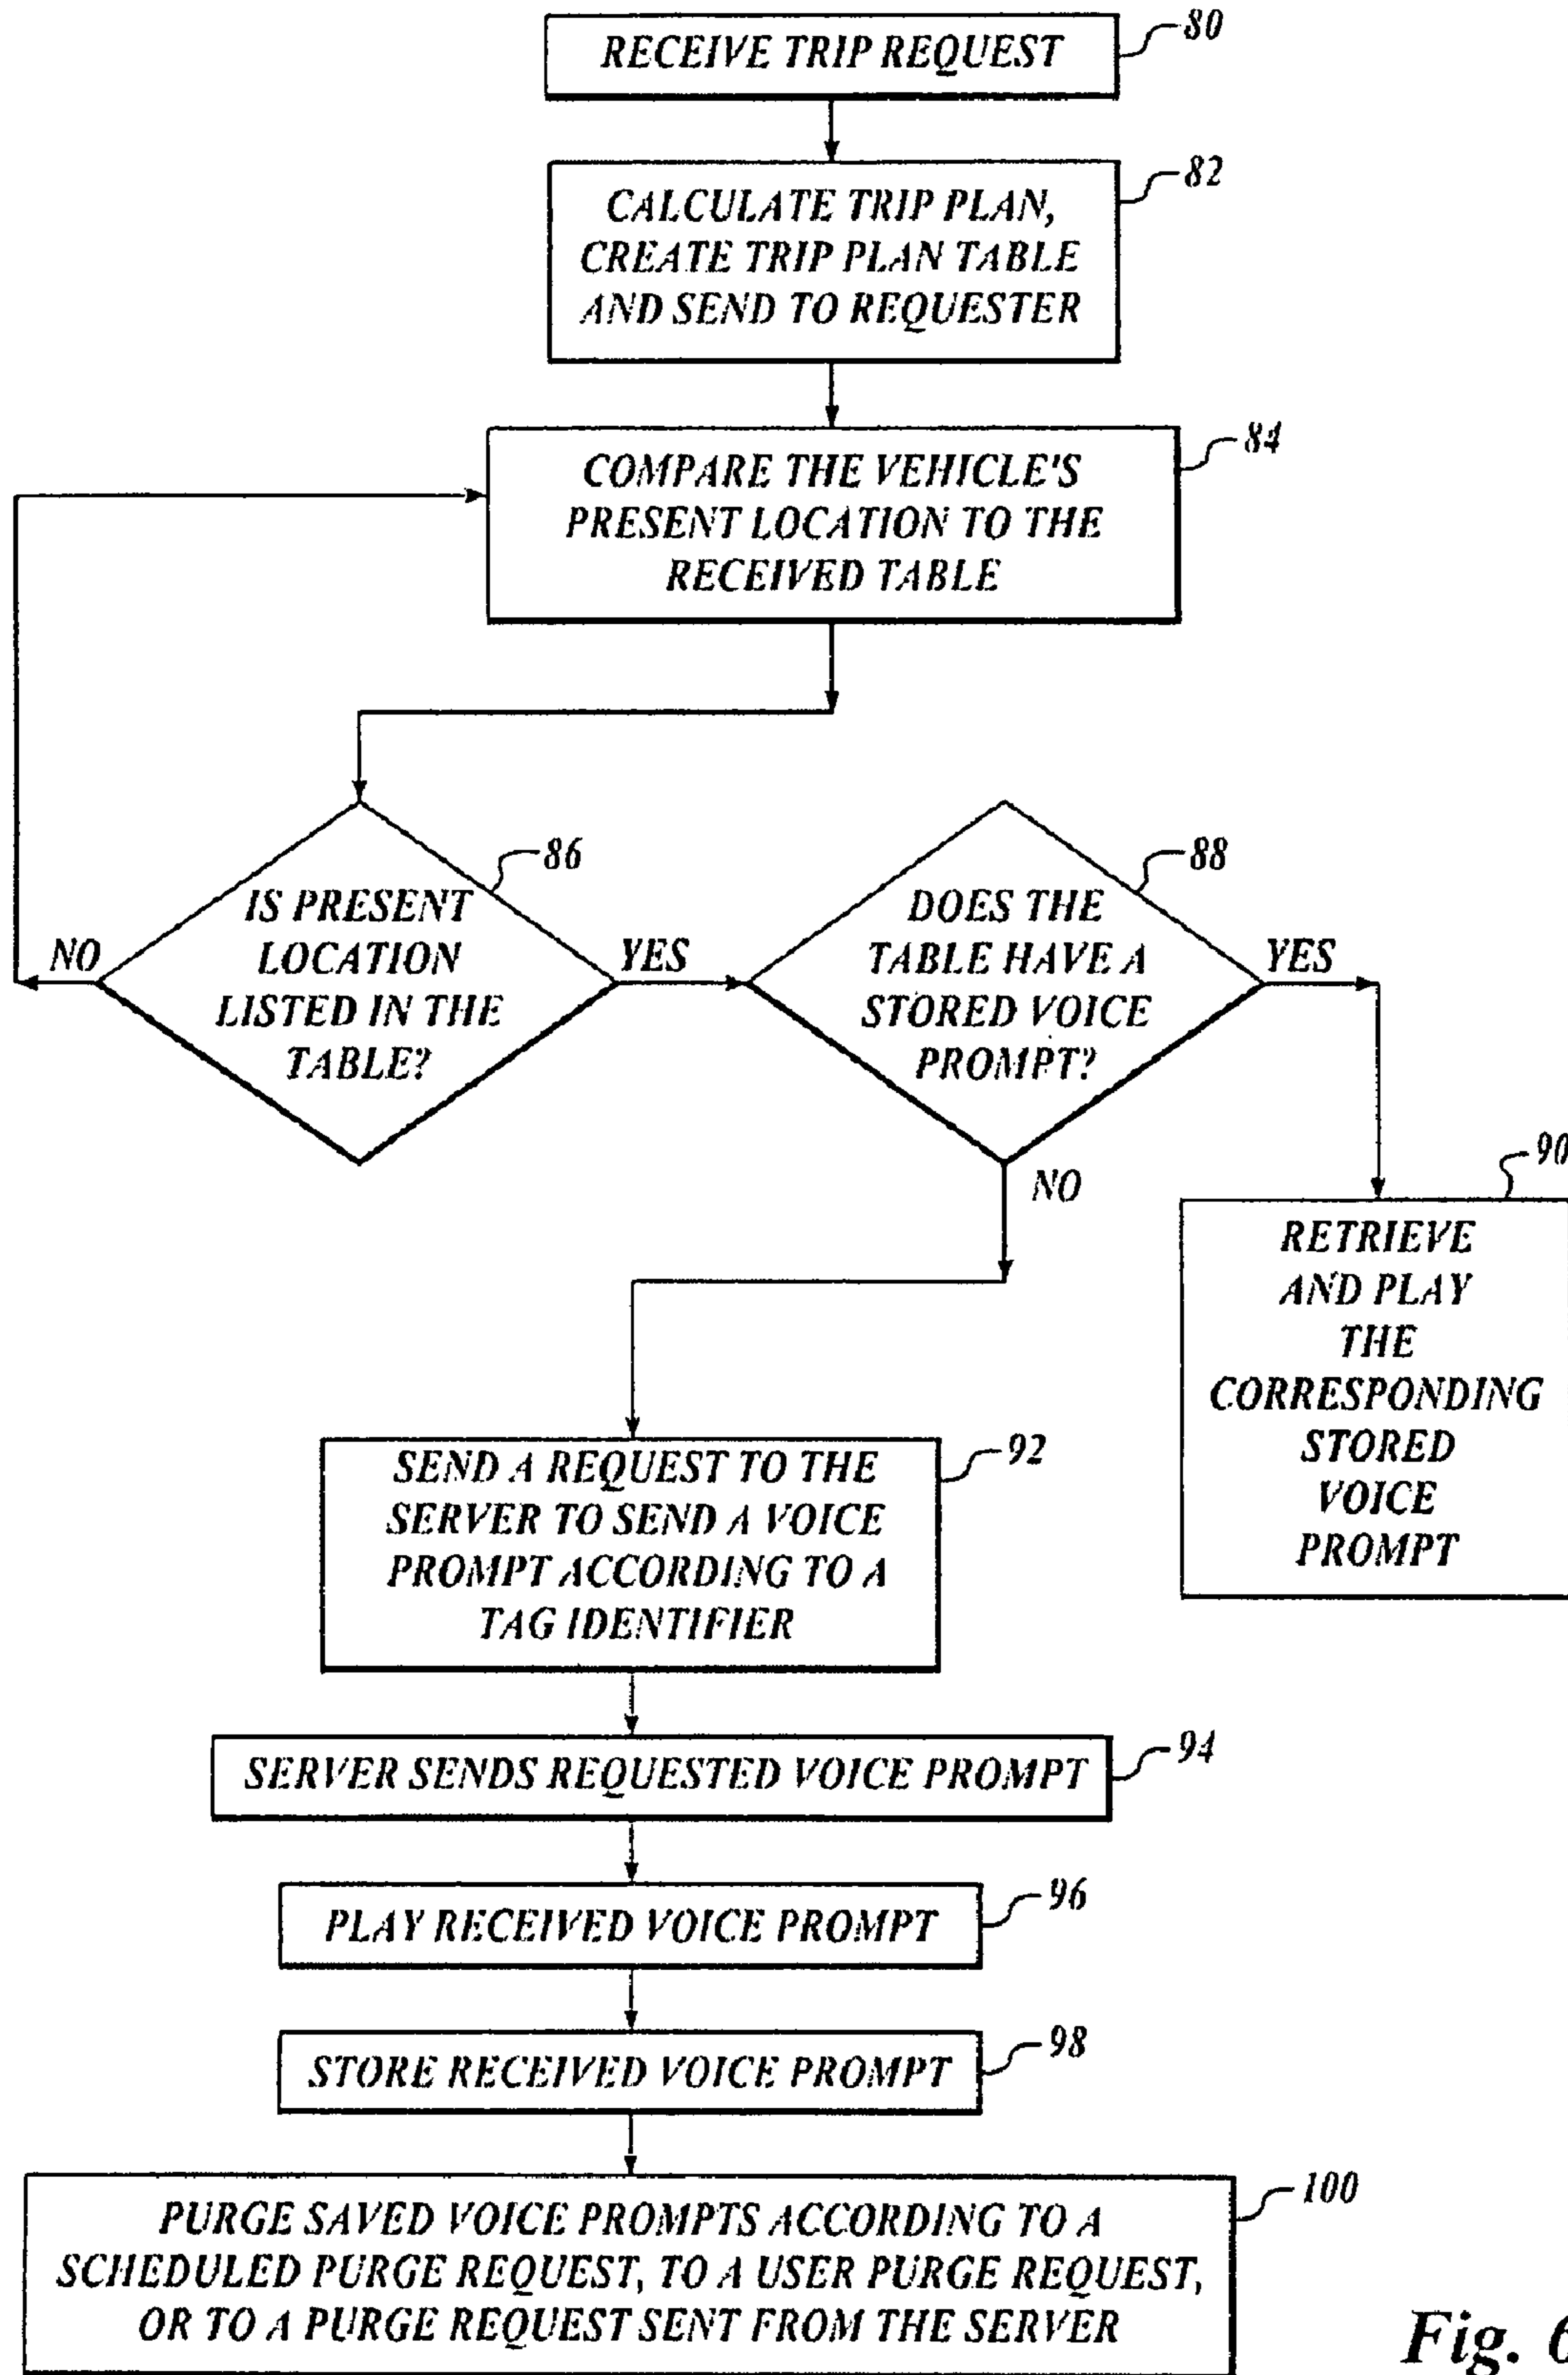 RECEIVE TRIP REQUEST
80
CALCULATE TRIP PLAN,
CREATE TRIP PLAN TABLE
AND SEND TO REQUESTER
82
COMPARE THE VEHICLE'S
PRESENT LOCATION TO THE
RECEIVED TABLE
84
IS PRESENT
LOCATION
LISTED IN THE
TABLE?
86
NO
YES
DOES THE
TABLE HAVE A
STORED VOICE
PROMPT?
88
YES
NO
RETRIEVE
AND PLAY
THE
CORRESPONDING
STORED
VOICE
PROMPT
90
SEND A REQUEST TO THE
SERVER TO SEND A VOICE
PROMPT ACCORDING TO A
TAG IDENTIFIER
92
SERVER SENDS REQUESTED VOICE PROMPT
94
PLAY RECEIVED VOICE PROMPT
96
STORE RECEIVED VOICE PROMPT
98
PURGE SAVED VOICE PROMPTS ACCORDING TO A
SCHEDULED PURGE REQUEST, TO A USER PURGE REQUEST,
OR TO A PURGE REQUEST SENT FROM THE SERVER
100
Fig. 6